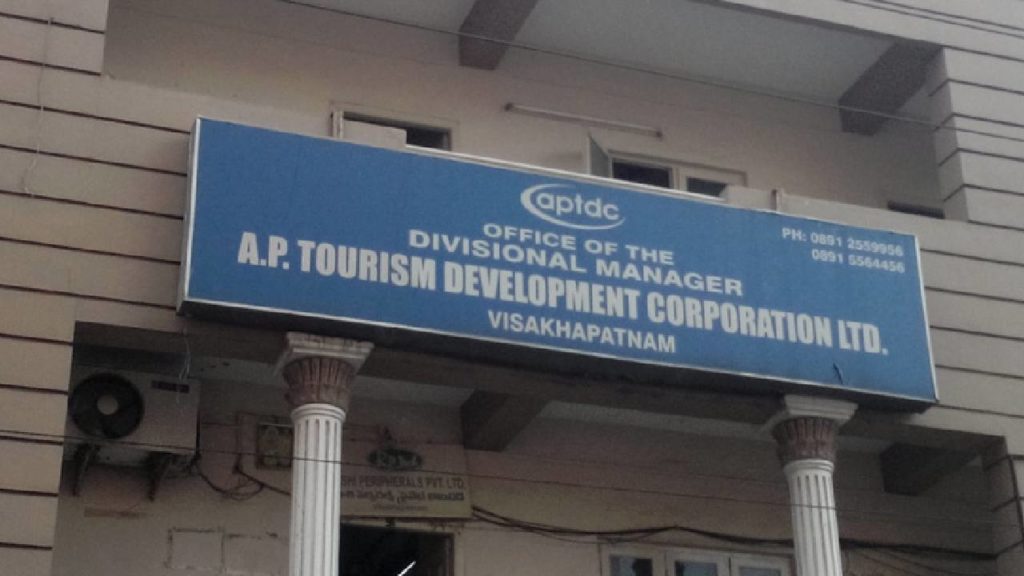 aptdc
OFFICE OF THE
DIVISIONAL MANAGER
A.P. TOURISM DEVELOPMENT CORPORATION LTD.
VISAKHAPATNAM
PH: 0891 2559956
0891 5564456
PERIPHERALS PVT. LTD.